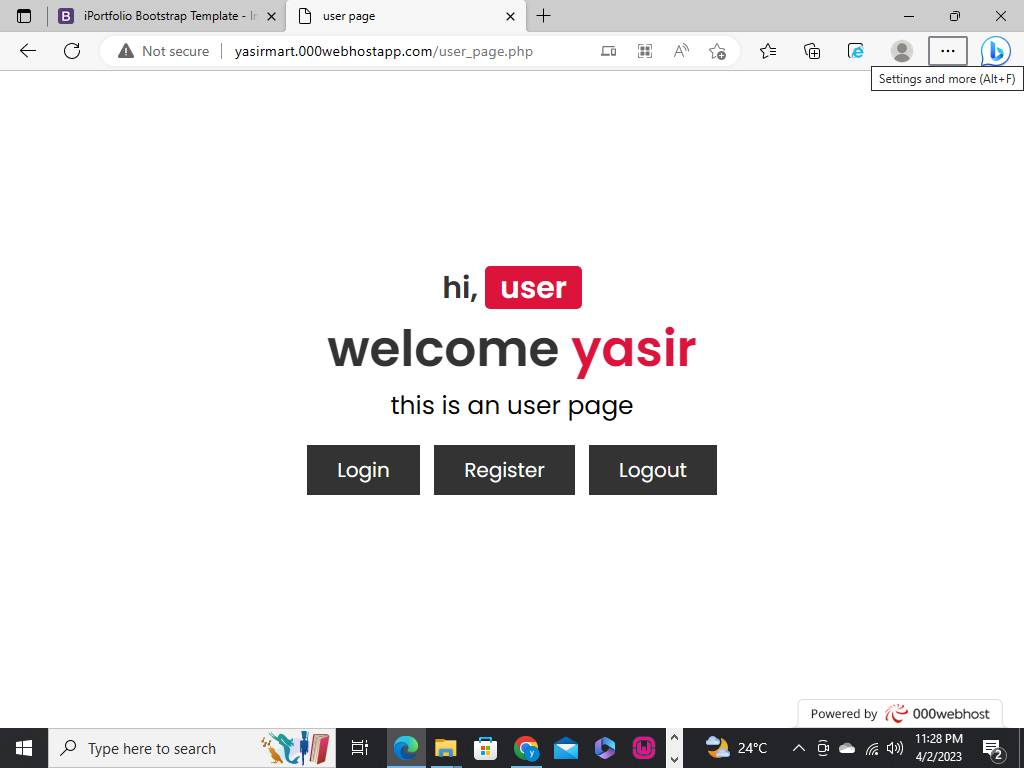 iPortfolio Bootstrap Template - In
user page
Not secure
yasirmart.000webhostapp.com/user_page.php
Settings and more (Alt+F)
hi, user
welcome yasir
this is an user page
Login Register Logout
Powered by 000webhost
Type here to search
24°C
11:28 PM
4/2/2023
2